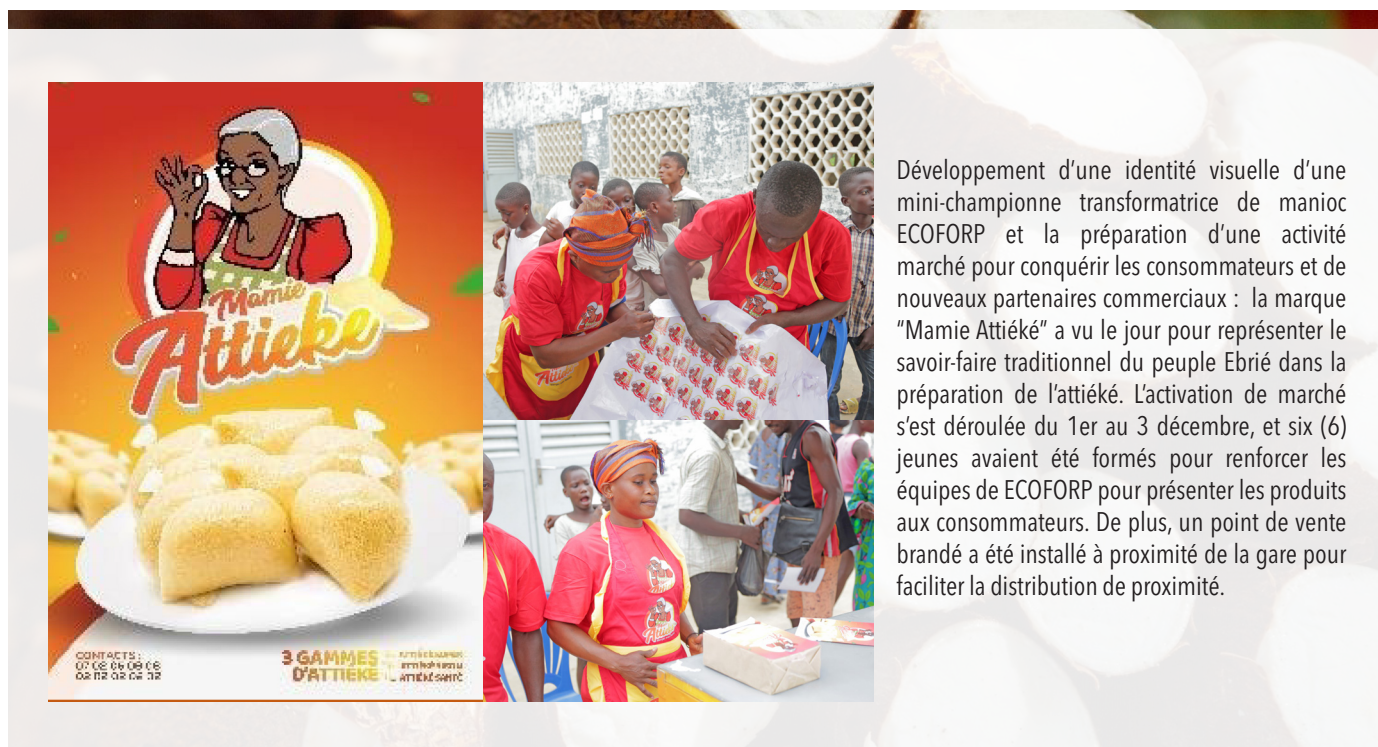 Mamie
Attieke
CONTACTS :
3 GAMMES
D'ATTIEKE
ATTIÉKÉ SANTÉ
Attieke
Développement d’une identité visuelle d’une
mini-championne transformatrice de manioc
ECOFORP et la préparation d’une activité
marché pour conquérir les consommateurs et de
nouveaux partenaires commerciaux : la marque
“Mamie Attiéké” a vu le jour pour représenter le
savoir-faire traditionnel du peuple Ebrié dans la
préparation de l’attiéké. L’activation de marché
s’est déroulée du 1er au 3 décembre, et six (6)
jeunes avaient été formés pour renforcer les
équipes de ECOFORP pour présenter les produits
aux consommateurs. De plus, un point de vente
brandé a été installé à proximité de la gare pour
faciliter la distribution de proximité.